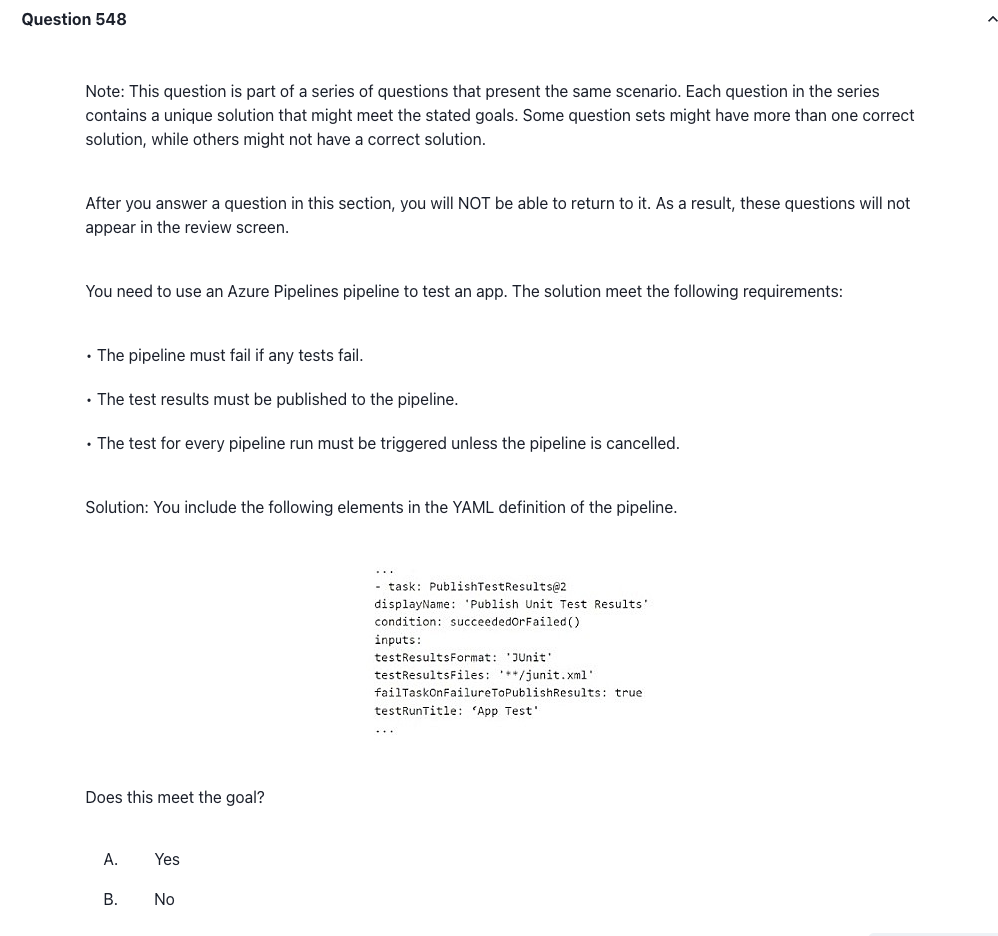 Question 548
Note: This question is part of a series of questions that present the same scenario. Each question in the series
contains a unique solution that might meet the stated goals. Some question sets might have more than one correct
solution, while others might not have a correct solution.
After you answer a question in this section, you will NOT be able to return to it. As a result, these questions will not
appear in the review screen.
You need to use an Azure Pipelines pipeline to test an app. The solution meet the following requirements:
• The pipeline must fail if any tests fail.
• The test results must be published to the pipeline.
• The test for every pipeline run must be triggered unless the pipeline is cancelled.
Solution: You include the following elements in the YAML definition of the pipeline.
...
- task: PublishTestResults@2
displayName: 'Publish Unit Test Results'
condition: succeededOrFailed()
inputs:
testResultsFormat: 'JUnit'
testResultsFiles: '**/junit.xml'
failTaskOnFailureToPublishResults: true
testRunTitle: ‘App Test'
...
Does this meet the goal?
A. Yes
B. No